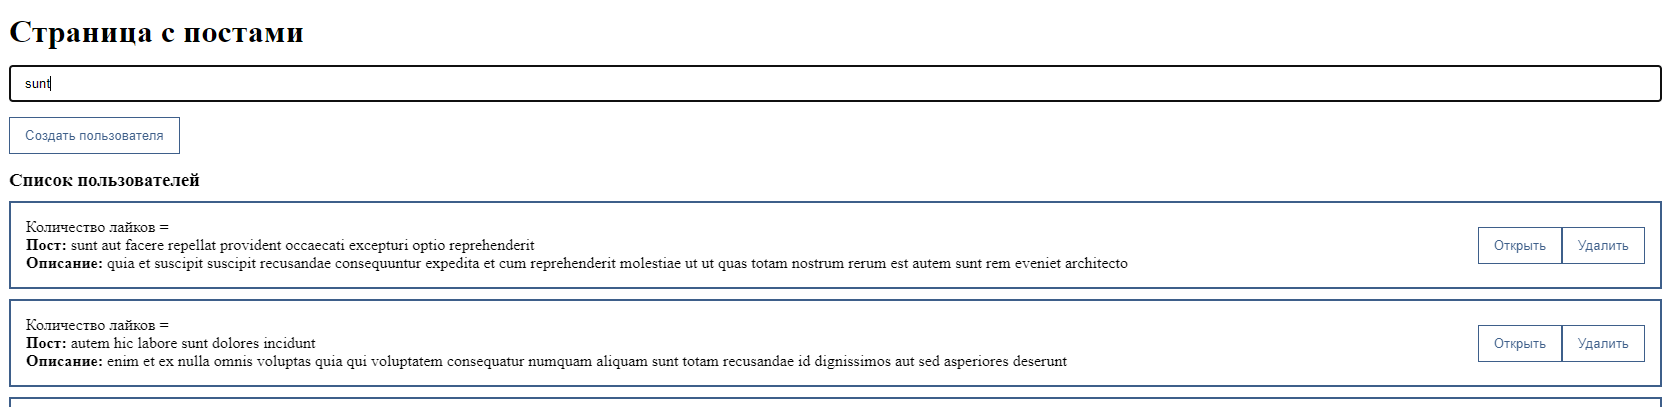 Страница с постами
sunt
Создать пользователя
Список пользователей
Количество лайков =
Пост: sunt aut facere repellat provident occaecati excepturi optio reprehenderit
Описание: quia et suscipit suscipit recusandae consequuntur expedita et cum reprehenderit molestiae ut ut quas totam nostrum rerum est autem sunt rem eveniet architecto
Открыть Удалить
Количество лайков =
Пост: autem hic labore sunt dolores incidunt
Описание: enim et ex nulla omnis voluptas quia qui voluptatem consequatur numquam aliquam sunt totam recusandae id dignissimos aut sed asperiores deserunt
Открыть Удалить